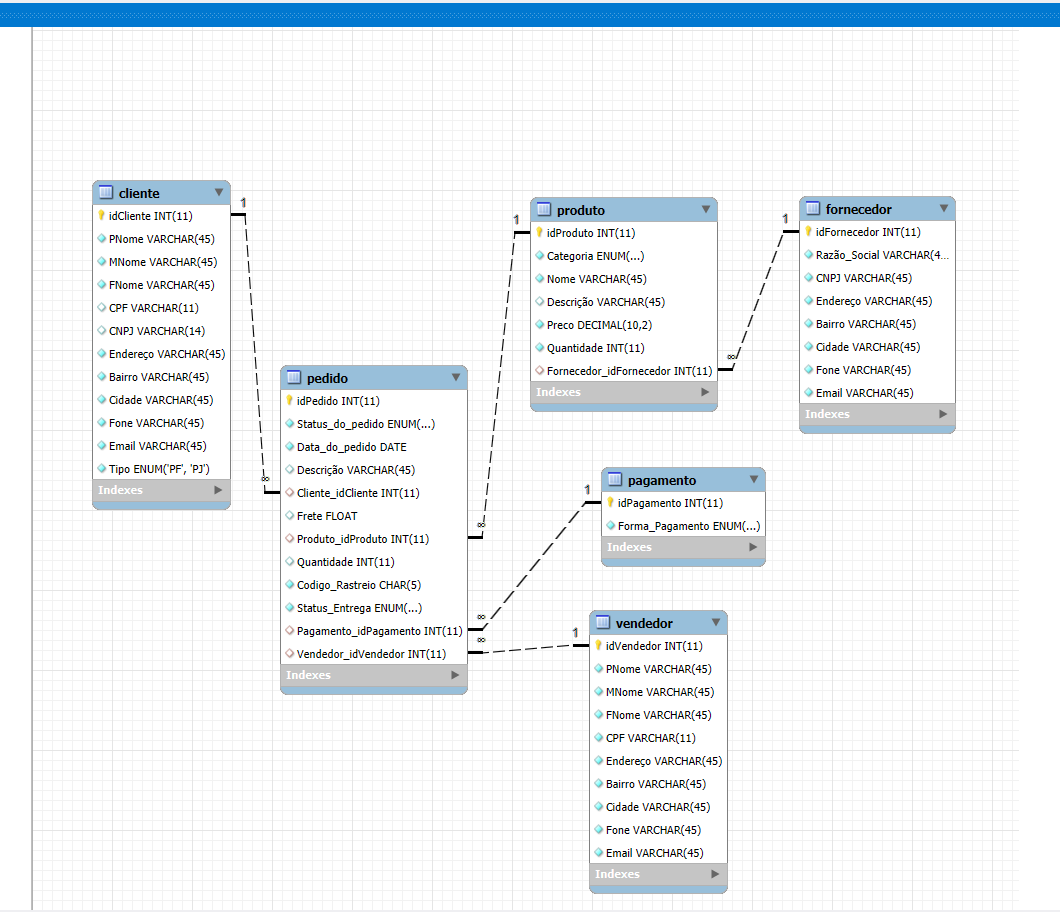 cliente
idCliente INT(11)
PNome VARCHAR(45)
MNome VARCHAR(45)
FNome VARCHAR(45)
CPF VARCHAR(11)
CNPJ VARCHAR(14)
Endereço VARCHAR(45)
Bairro VARCHAR(45)
Cidade VARCHAR(45)
Fone VARCHAR(45)
Email VARCHAR(45)
Tipo ENUM('PF', 'PJ')
Indexes
1
∞
pedido
idPedido INT(11)
Status_do_pedido ENUM(...)
Data_do_pedido DATE
Descrição VARCHAR(45)
Cliente_idCliente INT(11)
Frete FLOAT
Produto_idProduto INT(11)
Quantidade INT(11)
Codigo_Rastreio CHAR(5)
Status_Entrega ENUM(...)
Pagamento_idPagamento INT(11)
Vendedor_idVendedor INT(11)
Indexes
1
∞
produto
idProduto INT(11)
Categoria ENUM(...)
Nome VARCHAR(45)
Descrição VARCHAR(45)
Preco DECIMAL(10,2)
Quantidade INT(11)
Fornecedor_idFornecedor INT(11)
Indexes
1
∞
fornecedor
idFornecedor INT(11)
Razão_Social VARCHAR(4...
CNPJ VARCHAR(45)
Endereço VARCHAR(45)
Bairro VARCHAR(45)
Cidade VARCHAR(45)
Fone VARCHAR(45)
Email VARCHAR(45)
Indexes
1
∞
pagamento
idPagamento INT(11)
Forma_Pagamento ENUM(...)
Indexes
1
∞
vendedor
idVendedor INT(11)
PNome VARCHAR(45)
MNome VARCHAR(45)
FNome VARCHAR(45)
CPF VARCHAR(11)
Endereço VARCHAR(45)
Bairro VARCHAR(45)
Cidade VARCHAR(45)
Fone VARCHAR(45)
Email VARCHAR(45)
Indexes